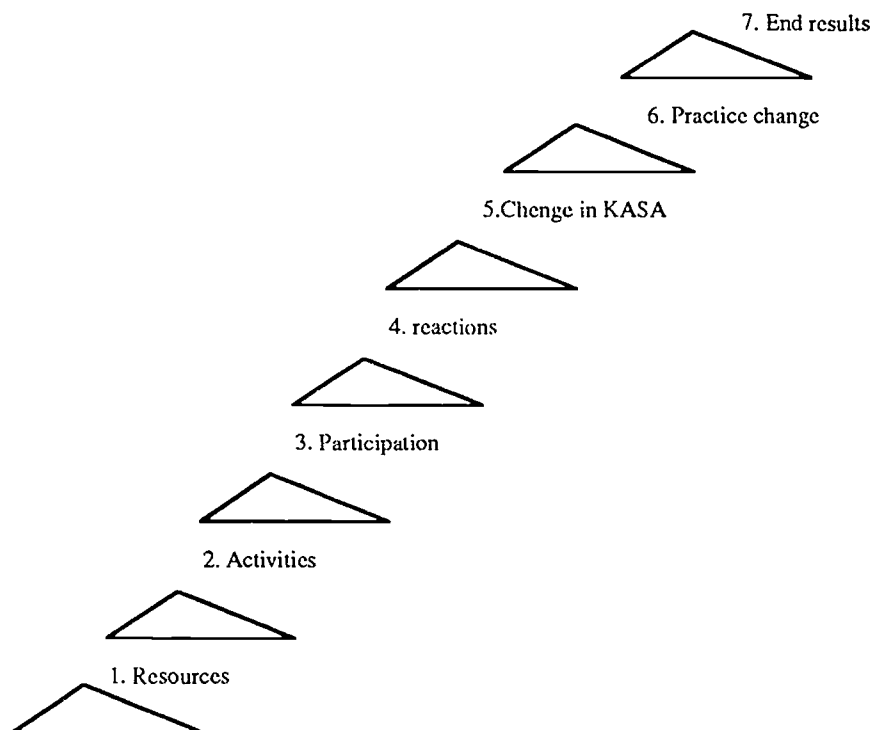 7. End results
6. Practice change
5.Chenge in KASA
4. reactions
3. Participation
2. Activities
1. Resources